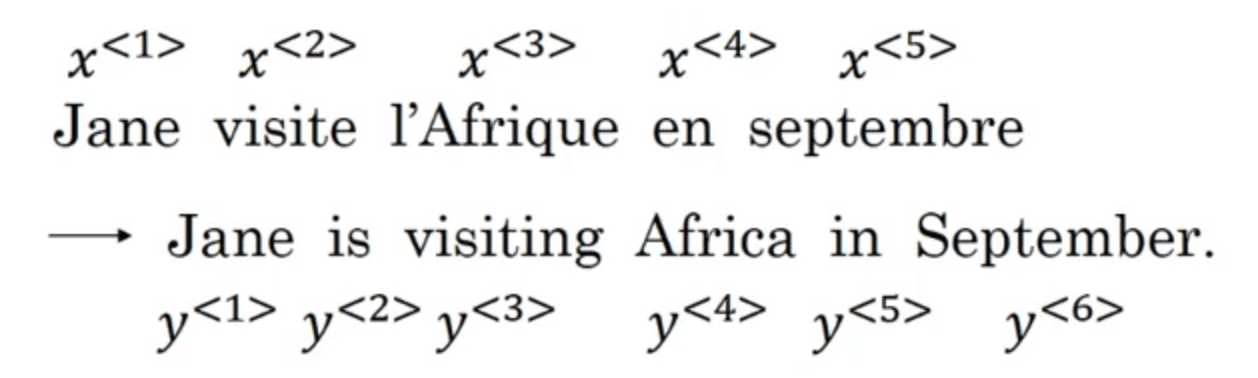 x<1> x<2> x<3> x<4> x<5>
Jane visite l’Afrique en septembre
→ Jane is visiting Africa in September.
y<1> y<2> y<3> y<4> y<5> y<6>